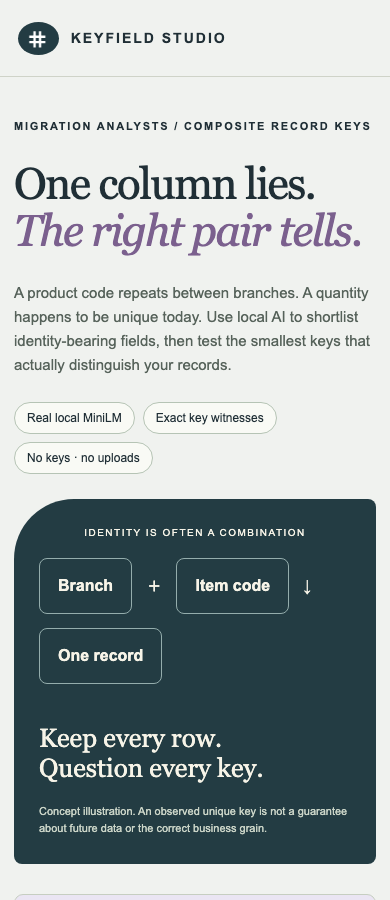 KEYFIELD STUDIO
MIGRATION ANALYSTS / COMPOSITE RECORD KEYS
One column lies.
The right pair tells.
A product code repeats between branches. A quantity
happens to be unique today. Use local AI to shortlist
identity-bearing fields, then test the smallest keys that
actually distinguish your records.
Real local MiniLM
Exact key witnesses
No keys · no uploads
IDENTITY IS OFTEN A COMBINATION
Branch + Item code ↓
One record
Keep every row.
Question every key.
Concept illustration. An observed unique key is not a guarantee
about future data or the correct business grain.